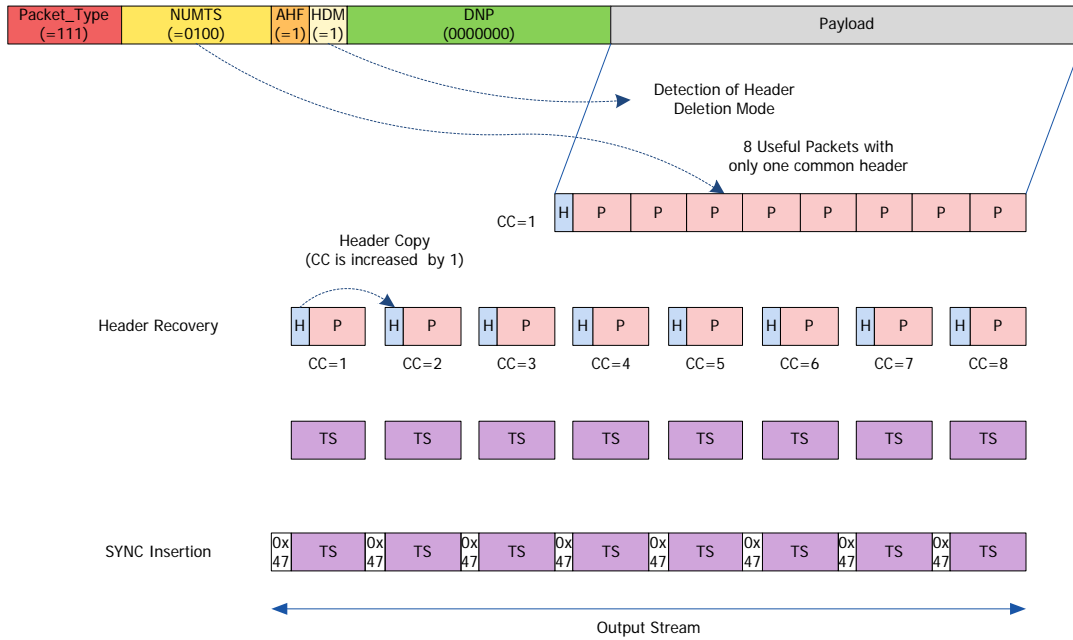 Packet_Type
(=111)
NUMTS
(=0100)
AHF
(=1)
HDM
(=1)
DNP
(0000000)
Payload
Detection of Header
Deletion Mode
8 Useful Packets with
only one common header
CC=1
H P P P P P P P P
Header Copy
(CC is increased by 1)
Header Recovery
H P H P H P H P H P H P H P H P
CC=1 CC=2 CC=3 CC=4 CC=5 CC=6 CC=7 CC=8
TS TS TS TS TS TS TS TS
SYNC Insertion
0x
47
TS
0x
47
TS
0x
47
TS
0x
47
TS
0x
47
TS
0x
47
TS
0x
47
TS
0x
47
TS
Output Stream